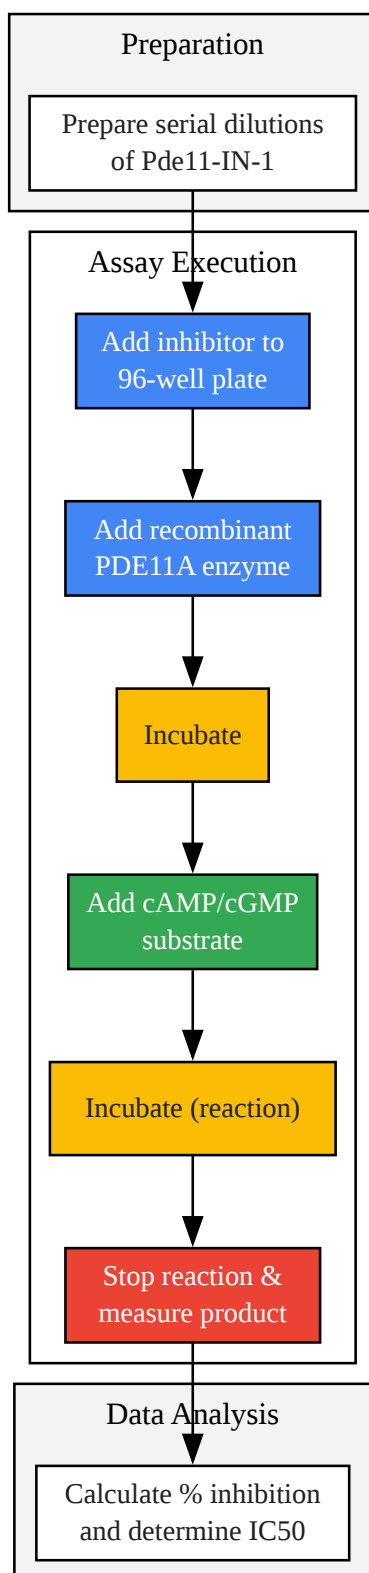 Preparation
Prepare serial dilutions
of Pde11-IN-1
Assay Execution
Add inhibitor to
96-well plate
Add recombinant
PDE11A enzyme
Incubate
Add cAMP/cGMP
substrate
Incubate (reaction)
Stop reaction &
measure product
Data Analysis
Calculate % inhibition
and determine IC50